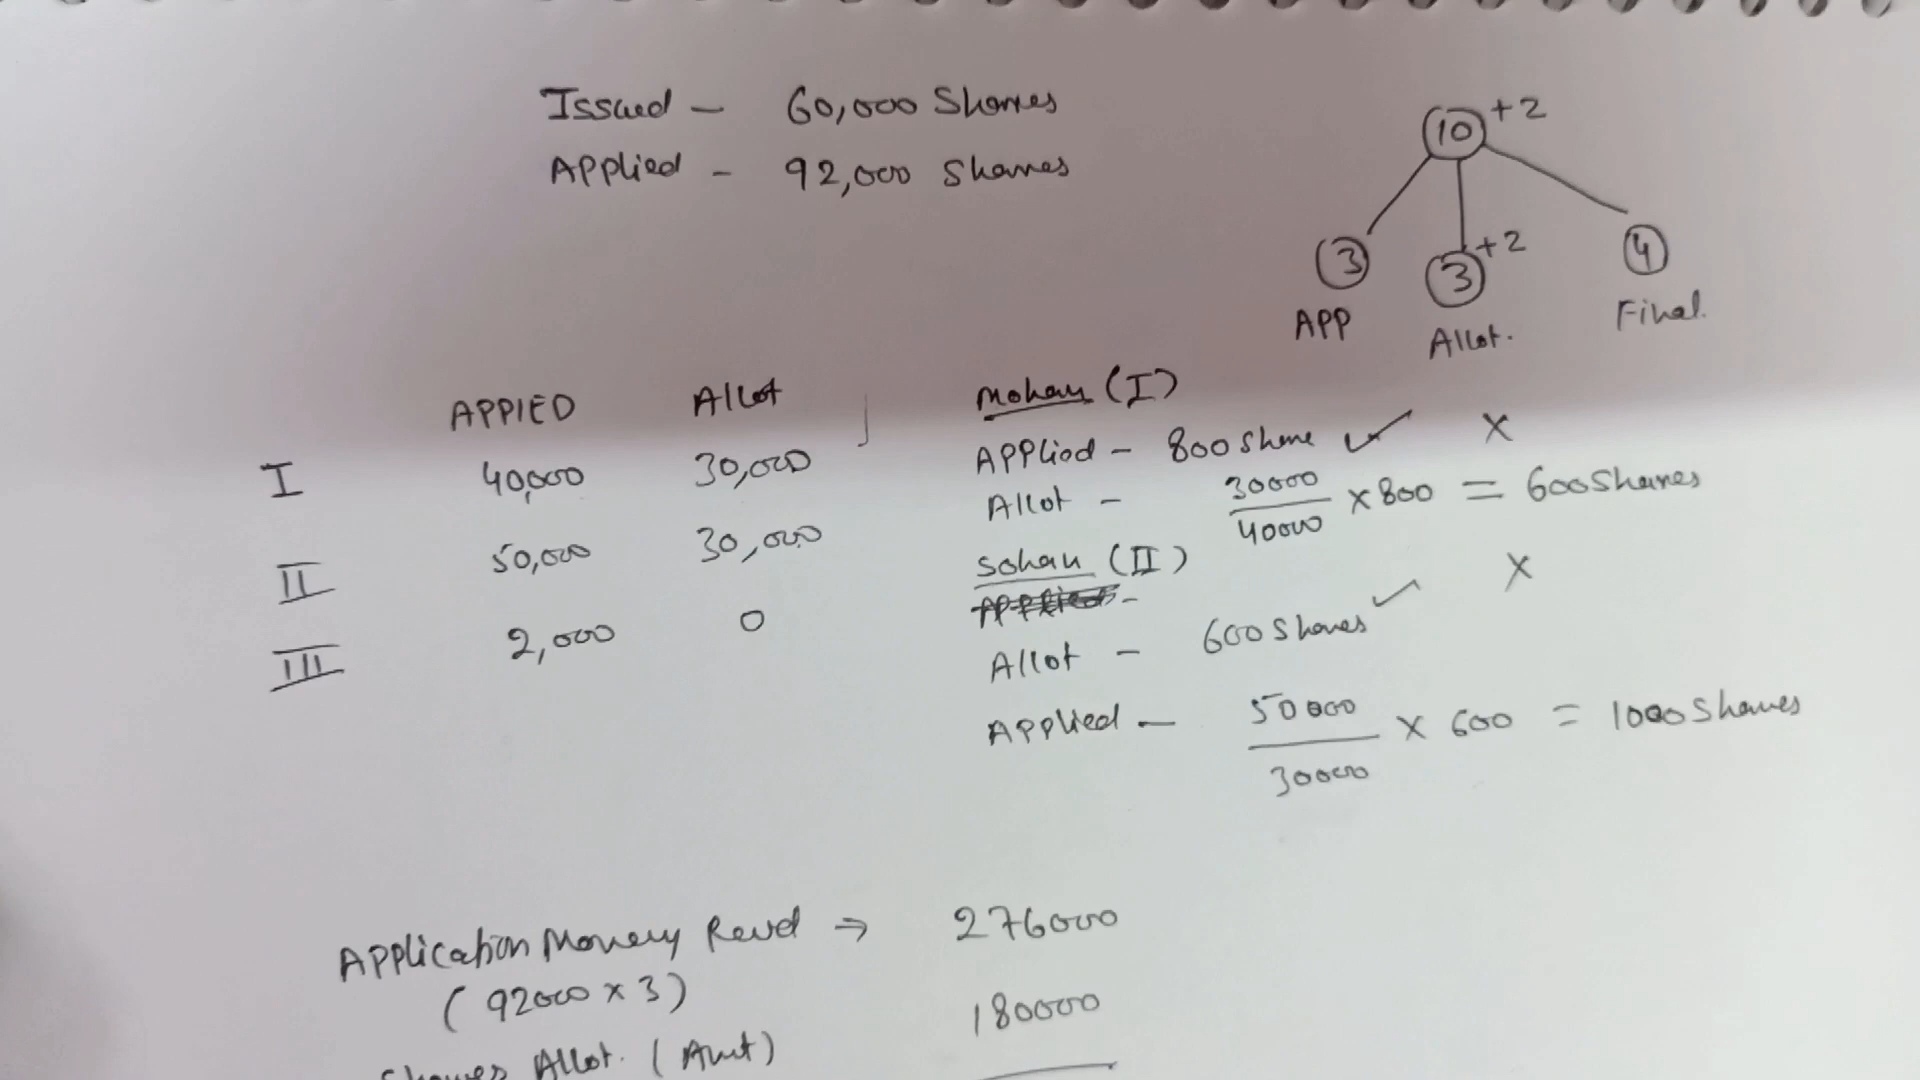 Issued - 60,000 Shares
Applied - 92,000 Shares
10 +2
3
3 +2
4
APP
Allot.
Final.
APPIED Allot
I 40,000 30,000
II 50,000 30,000
III 2,000 0
Mohan (I)
Applied - 800 Share ✓ X
Allot - 30000/40000 x 800 = 600 Shares
Sohan (II)
Allot - 600 Shares ✓ X
Applied - 50000/30000 x 600 = 1000 Shares
Application Money Recvd → 276000
(92000 x 3)
Shares Allot. (Amt) 180000